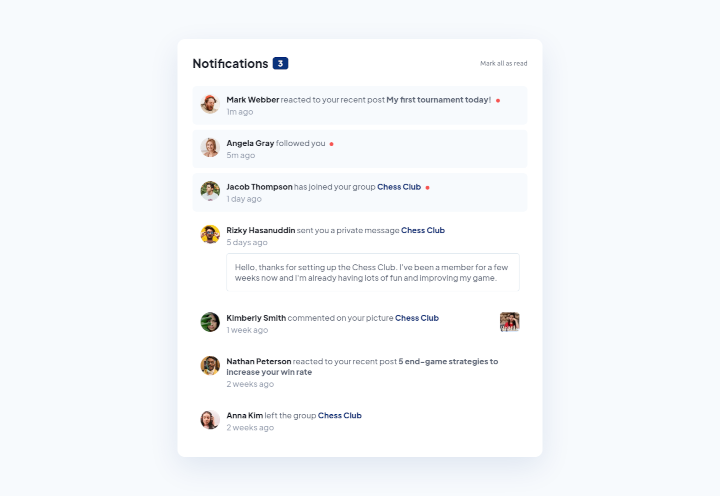 Notifications 3
Mark all as read
Mark Webber reacted to your recent post My first tournament today!
1m ago
Angela Gray followed you
5m ago
Jacob Thompson has joined your group Chess Club
1 day ago
Rizky Hasanuddin sent you a private message Chess Club
5 days ago
Hello, thanks for setting up the Chess Club. I've been a member for a few
weeks now and I'm already having lots of fun and improving my game.
Kimberly Smith commented on your picture Chess Club
1 week ago
Nathan Peterson reacted to your recent post 5 end-game strategies to
increase your win rate
2 weeks ago
Anna Kim left the group Chess Club
2 weeks ago